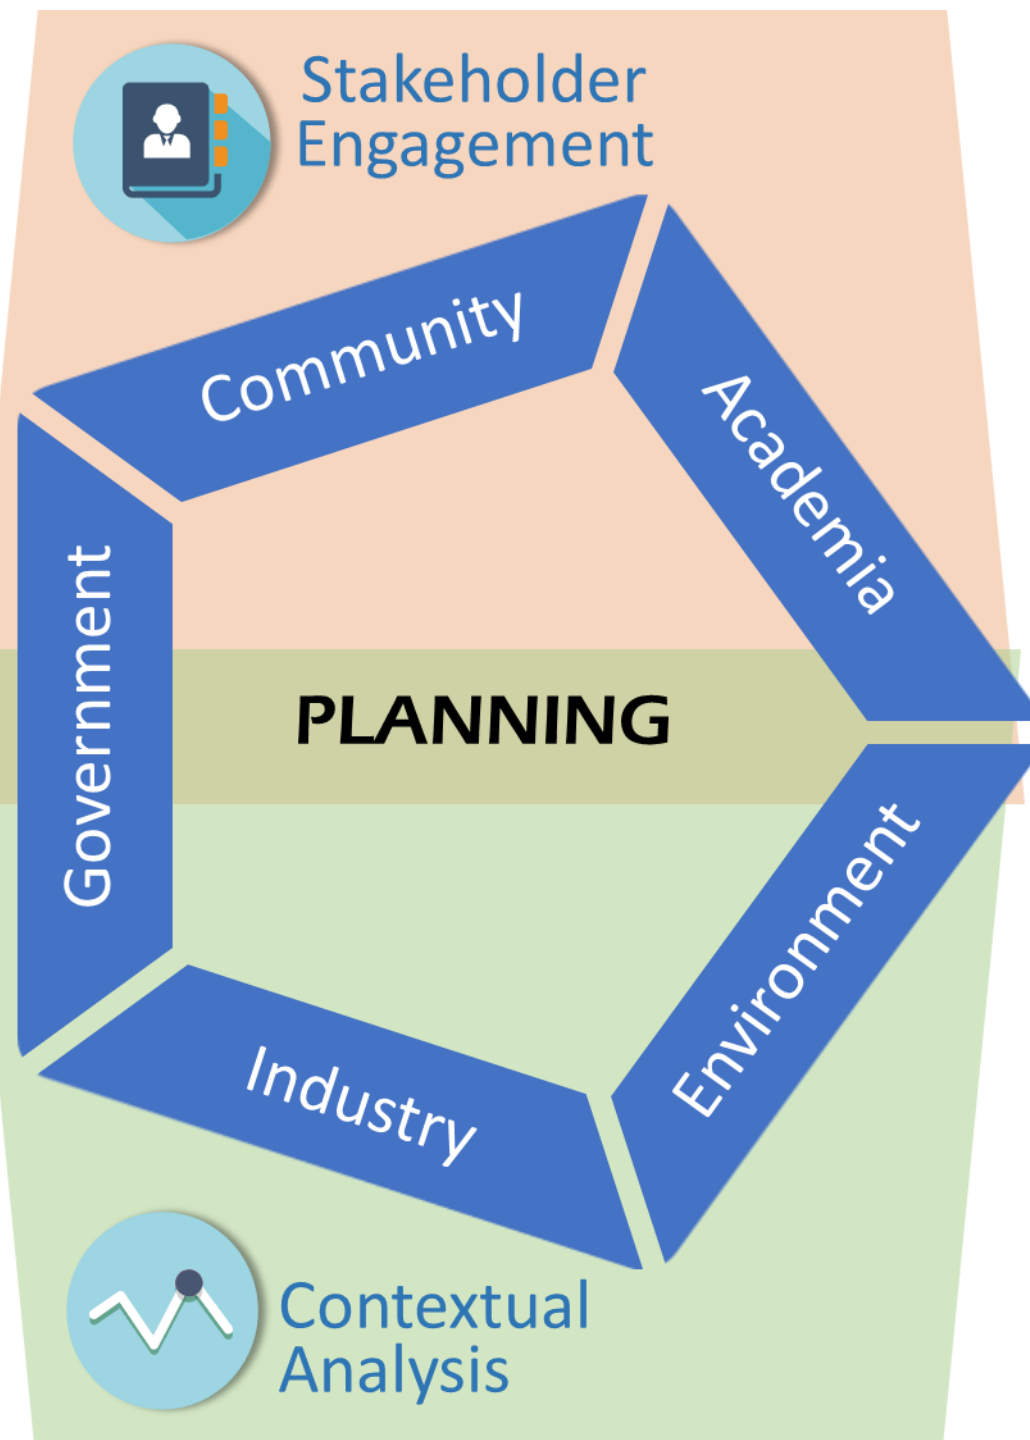 Stakeholder
Engagement
Community
Academia
Government
PLANNING
Environment
Industry
Contextual
Analysis